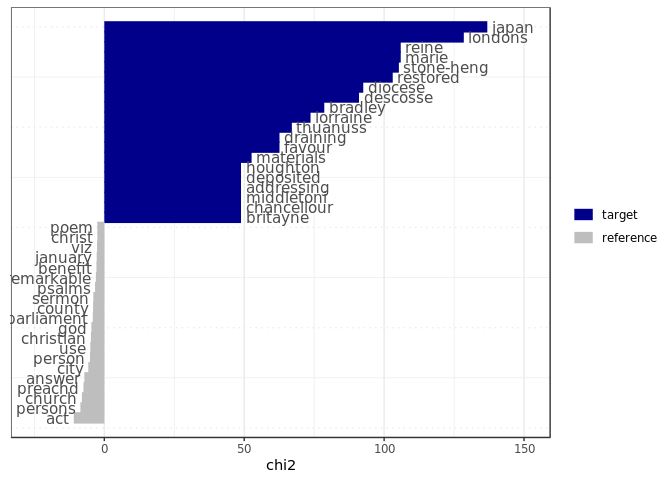 japan
londons
reine
marie
stone-heng
restored
diocese
descosse
bradley
lorraine
thuanuss
draining
favour
materials
houghton
deposited
addressing
middletoni
chancellour
britayne
poem
christ
viz
january
benefit
remarkable
psalms
sermon
county
parliament
god
christian
use
person
city
answer
preachd
church
persons
act
target
reference
0
50
100
150
chi2